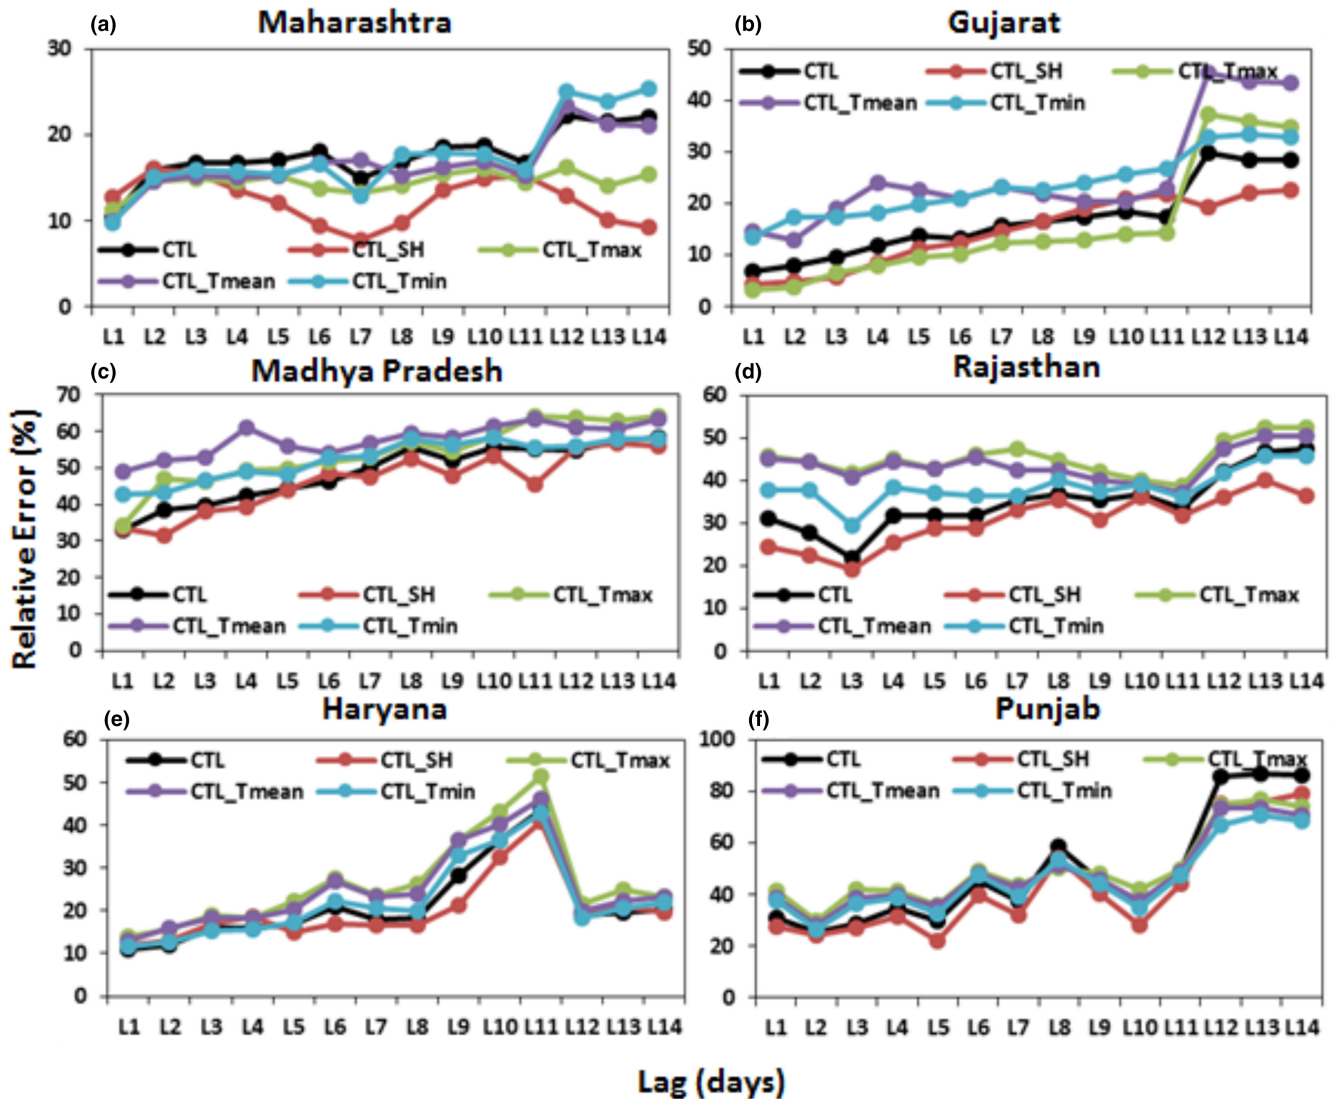 (a) Maharashtra
30
20
10
0
CTL CTL_SH CTL_Tmax
CTL_Tmean CTL_Tmin
L1 L2 L3 L4 L5 L6 L7 L8 L9 L10 L11 L12 L13 L14
(b) Gujarat
50
40
30
20
10
0
CTL CTL_SH CTL_Tmax
CTL_Tmean CTL_Tmin
L1 L2 L3 L4 L5 L6 L7 L8 L9 L10 L11 L12 L13 L14
(c) Madhya Pradesh
70
60
50
40
30
20
10
0
CTL CTL_SH CTL_Tmax
CTL_Tmean CTL_Tmin
L1 L2 L3 L4 L5 L6 L7 L8 L9 L10 L11 L12 L13 L14
(d) Rajasthan
60
50
40
30
20
10
0
CTL CTL_SH CTL_Tmax
CTL_Tmean CTL_Tmin
L1 L2 L3 L4 L5 L6 L7 L8 L9 L10 L11 L12 L13 L14
Relative Error (%)
(e) Haryana
60
50
40
30
20
10
0
CTL CTL_SH CTL_Tmax
CTL_Tmean CTL_Tmin
L1 L2 L3 L4 L5 L6 L7 L8 L9 L10 L11 L12 L13 L14
(f) Punjab
100
80
60
40
20
0
CTL CTL_SH CTL_Tmax
CTL_Tmean CTL_Tmin
L1 L2 L3 L4 L5 L6 L7 L8 L9 L10 L11 L12 L13 L14
Lag (days)